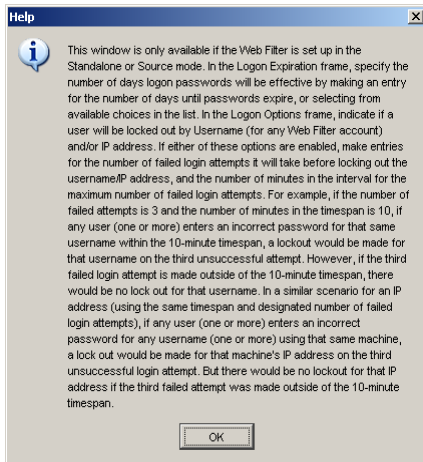 Help
This window is only available if the Web Filter is set up in the
Standalone or Source mode. In the Logon Expiration frame, specify the
number of days logon passwords will be effective by making an entry
for the number of days until passwords expire, or selecting from
available choices in the list. In the Logon Options frame, indicate if a
user will be locked out by Username (for any Web Filter account)
and/or IP address. If either of these options are enabled, make entries
for the number of failed login attempts it will take before locking out the
username/IP address, and the number of minutes in the interval for the
maximum number of failed login attempts. For example, if the number of
failed attempts is 3 and the number of minutes in the timespan is 10, if
any user (one or more) enters an incorrect password for that same
username within the 10-minute timespan, a lockout would be made for
that username on the third unsuccessful attempt. However, if the third
failed login attempt is made outside of the 10-minute timespan, there
would be no lock out for that username. In a similar scenario for an IP
address (using the same timespan and designated number of failed
login attempts), if any user (one or more) enters an incorrect
password for any username (one or more) using that same machine,
a lock out would be made for that machine's IP address on the third
unsuccessful login attempt. But there would be no lockout for that IP
address if the third failed attempt was made outside of the 10-minute
timespan.
OK